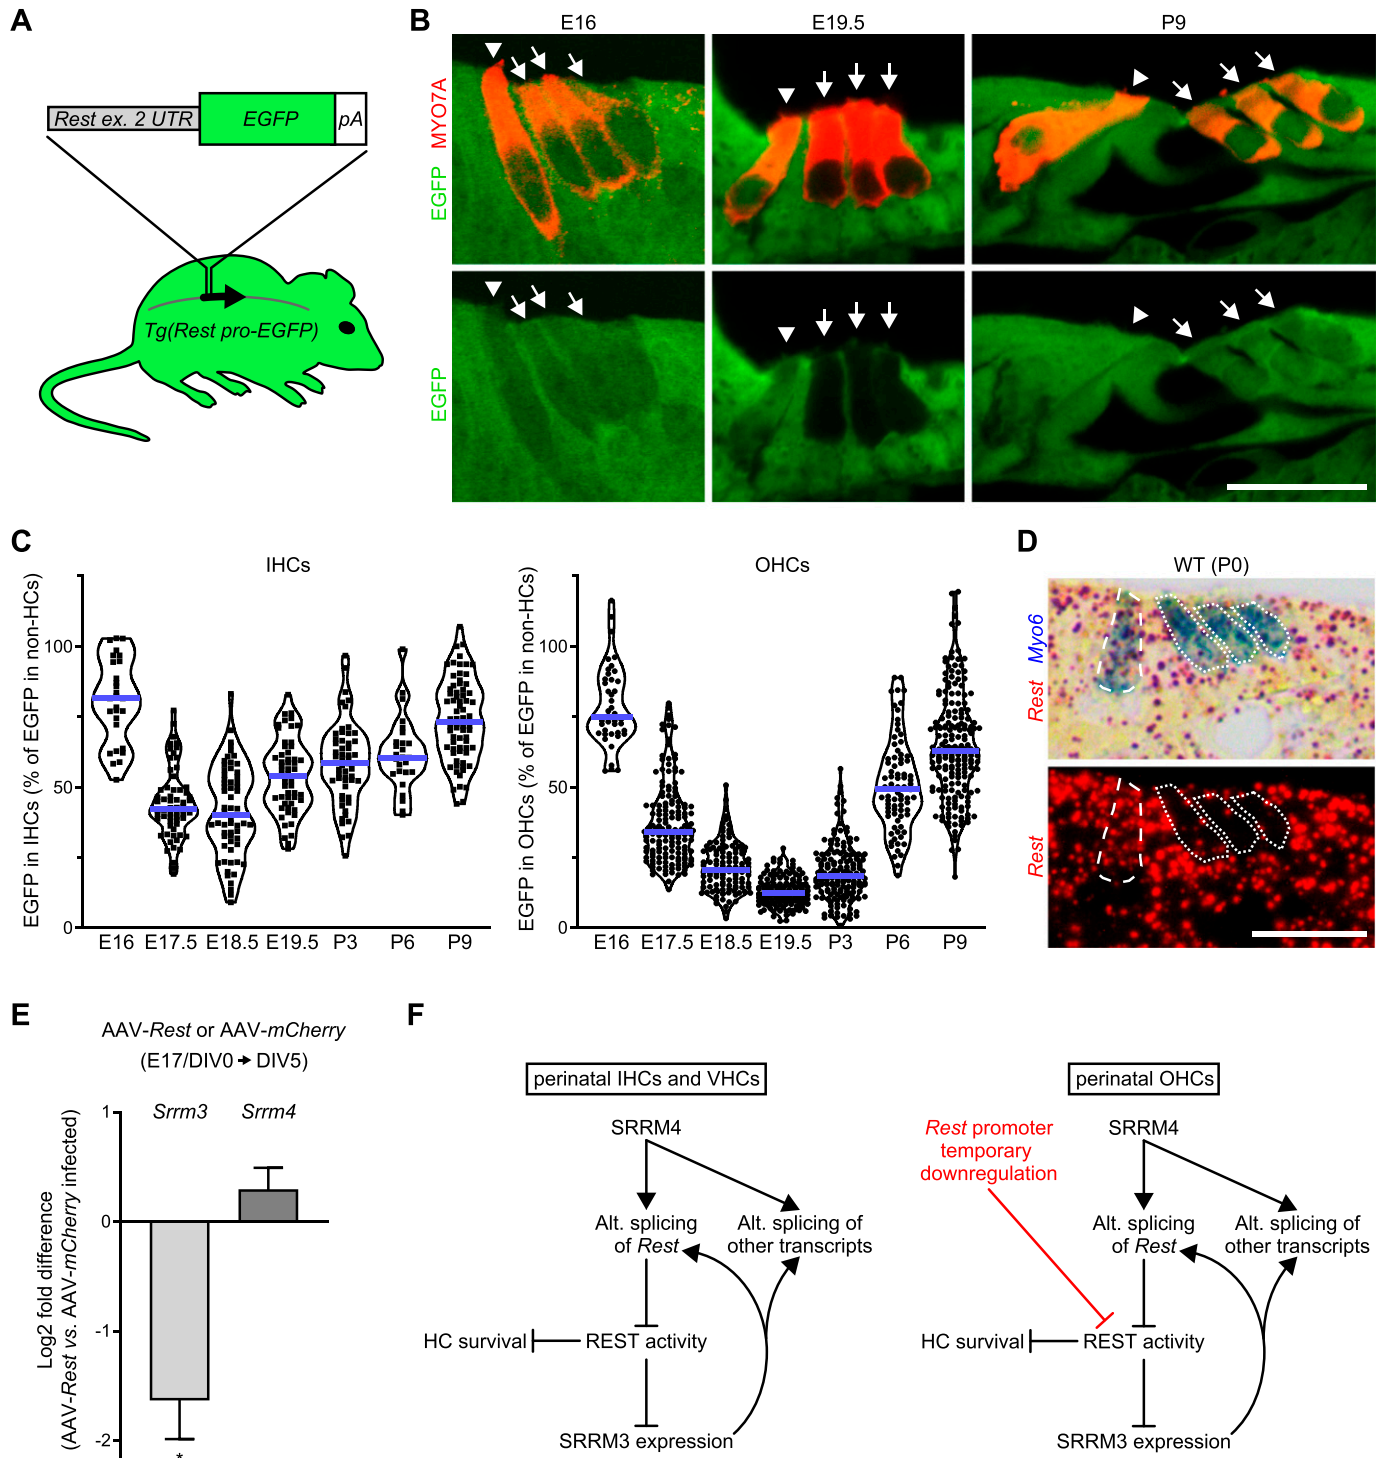 A
Rest ex. 2 UTR
EGFP
pA
Tg(Rest pro-EGFP)
B
E16
E19.5
P9
EGFP MYO7A
EGFP
C
IHCs
EGFP in IHCs (% of EGFP in non-HCs)
100
50
0
E16 E17.5 E18.5 E19.5 P3 P6 P9
OHCs
EGFP in OHCs (% of EGFP in non-HCs)
100
50
0
E16 E17.5 E18.5 E19.5 P3 P6 P9
D
WT (P0)
Rest Myo6
Rest
E
AAV-Rest or AAV-mCherry
(E17/DIV0 → DIV5)
Log2 fold difference
(AAV-Rest vs. AAV-mCherry infected)
Srrm3 Srrm4
1
0
-1
-2
*
F
perinatal IHCs and VHCs
SRRM4
Alt. splicing
of Rest
Alt. splicing of
other transcripts
HC survival
REST activity
SRRM3 expression
perinatal OHCs
Rest promoter
temporary
downregulation
SRRM4
Alt. splicing
of Rest
Alt. splicing of
other transcripts
HC survival
REST activity
SRRM3 expression